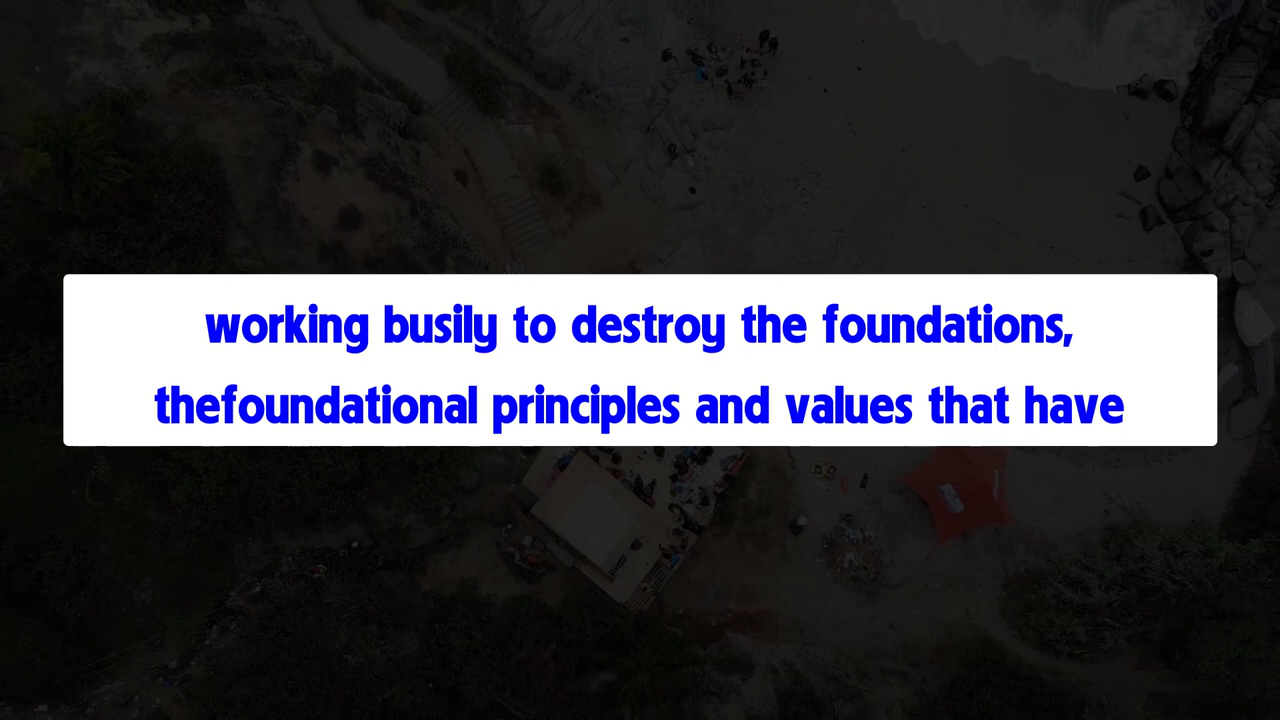 working busily to destroy the foundations,
thefoundational principles and values that have